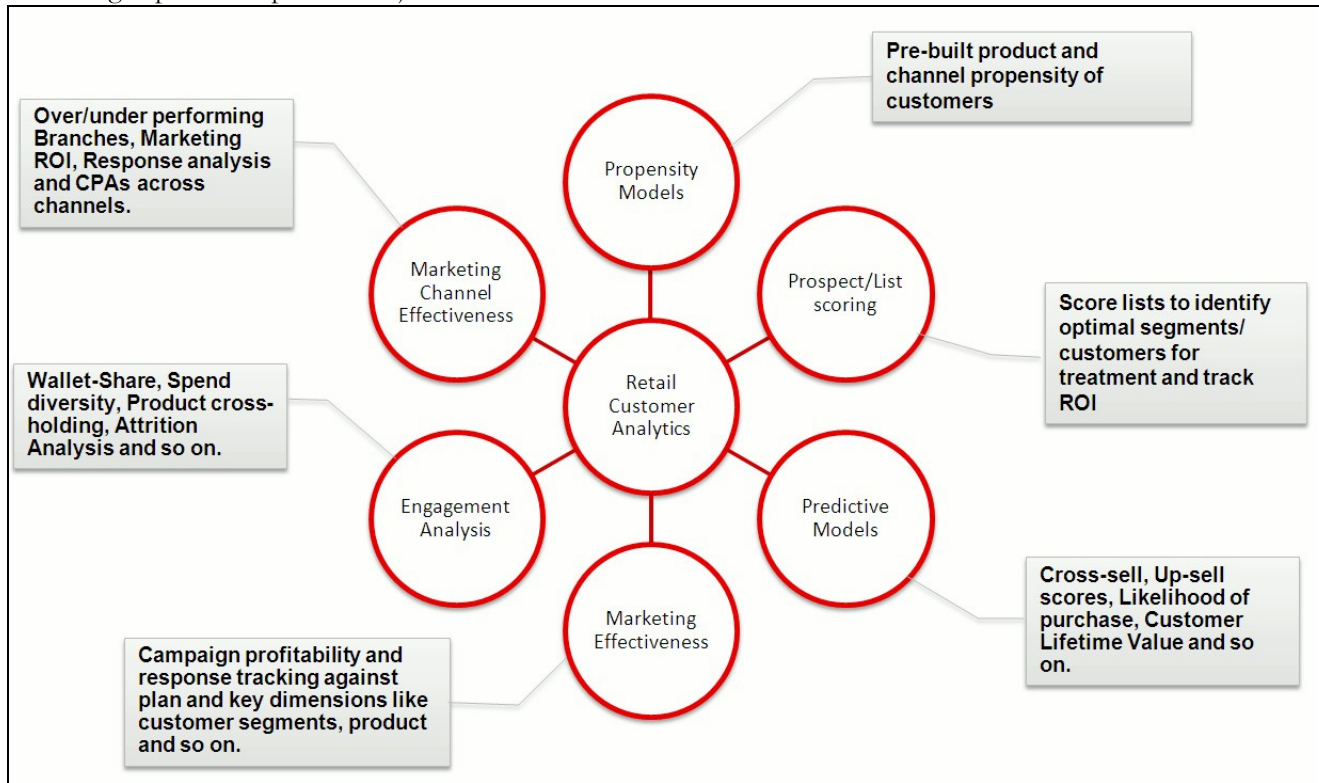 Pre-built product and
channel propensity of
customers
Over/under performing
Branches, Marketing
ROI, Response analysis
and CPAs across
channels.
Propensity
Models
Marketing
Channel
Effectiveness
Prospect/List
scoring
Score lists to identify
optimal segments/
customers for
treatment and track
ROI
Wallet-Share, Spend
diversity, Product cross-
holding, Attrition
Analysis and so on.
Retail
Customer
Analytics
Engagement
Analysis
Predictive
Models
Cross-sell, Up-sell
scores, Likelihood of
purchase, Customer
Lifetime Value and so
on.
Marketing
Effectiveness
Campaign profitability and
response tracking against
plan and key dimensions like
customer segments, product
and so on.